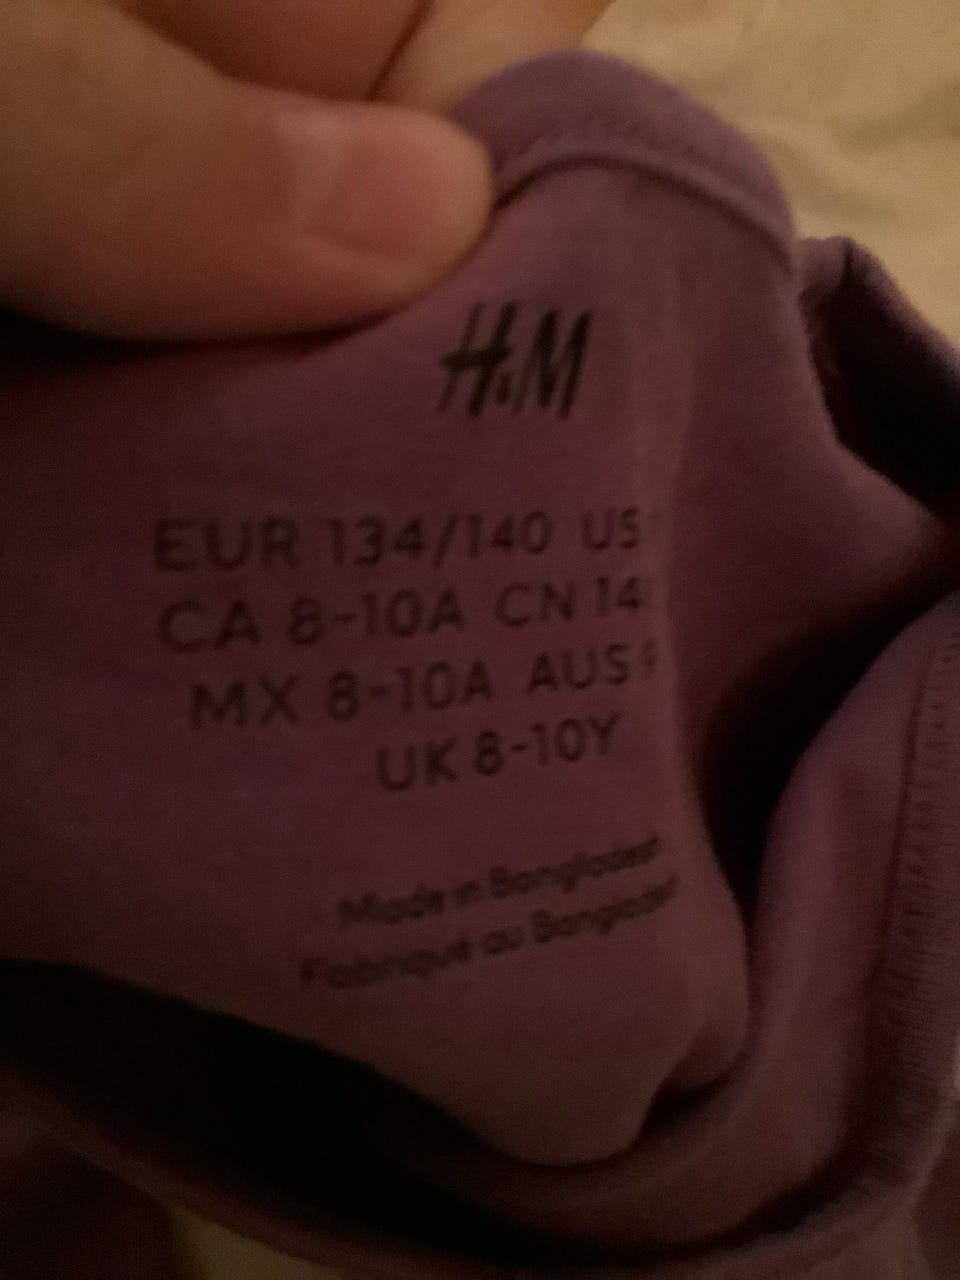 H&M
EUR 134/140 US
CA 8-10A CN 14
MX 8-10A AUS 9
UK 8-10Y
Made in Bangladesh
Fabriqué au Bangladesh